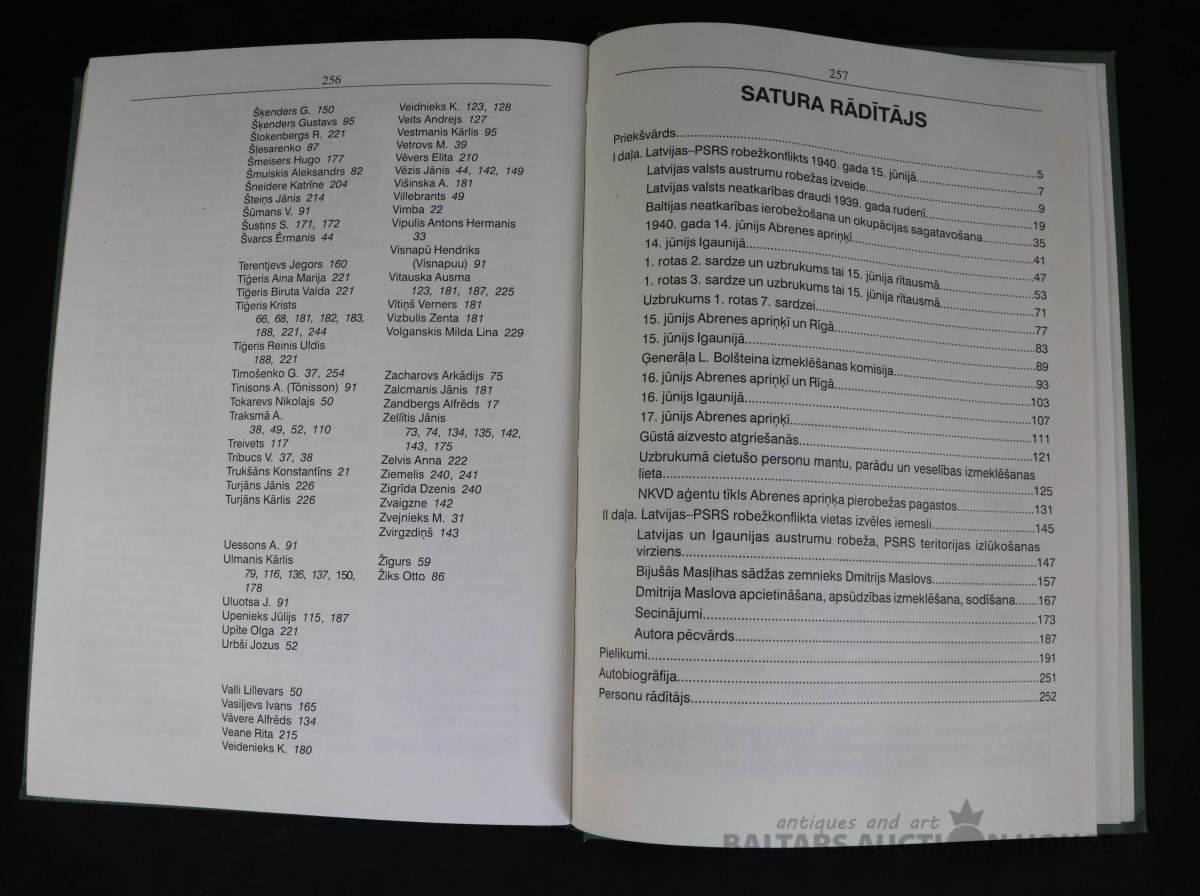 256
Šķenders G. 150
Šķenders Gustavs 95
Šlokenbergs R. 221
Šļesarenko 87
Šmeisers Hugo 177
Šmuiskis Aleksandrs 82
Šneidere Katrīne 204
Šteiņs Jānis 214
Šūmans V. 91
Šustins S. 171, 172
Švarcs Ērmanis 44
Terentjevs Jegors 160
Tīģeris Aina Marija 221
Tīģeris Biruta Valda 221
Tīģeris Krists
66, 68, 181, 182, 183,
188, 221, 244
Tīģeris Reinis Uldis
188, 221
Timošenko G. 37, 254
Tinisons A. (Tõnisson) 91
Tokarevs Nikolajs 50
Traksmā A.
38, 49, 52, 110
Treivets 117
Tribucs V. 37, 38
Trukšāns Konstantīns 21
Turjāns Jānis 226
Turjāns Kārlis 226
Uessons A. 91
Ulmanis Kārlis
79, 116, 136, 137, 150,
178
Uluotsa J. 91
Upenieks Jūlijs 115, 187
Upīte Olga 221
Urbši Jozus 52
Valli Lillevars 50
Vasiļjevs Ivans 165
Vāvere Alfrēds 134
Veane Rita 215
Veidenieks K. 180
Veidnieks K. 123, 128
Veits Andrejs 127
Vestmanis Kārlis 95
Vetrovs M. 39
Vēvers Elita 210
Vēzis Jānis 44, 142, 149
Višinska A. 181
Villebrants 49
Vimba 22
Vipulis Antons Hermanis
33
Visnapū Hendriks
(Visnapuu) 91
Vitauska Ausma
123, 181, 187, 225
Vītiņš Verners 181
Vizbulis Zenta 181
Volganskis Milda Lina 229
Zacharovs Arkādijs 75
Zalcmanis Jānis 181
Zandbergs Alfrēds 17
Zellītis Jānis
73, 74, 134, 135, 142,
143, 175
Zelvis Anna 222
Ziemelis 240, 241
Zigrīda Dzenis 240
Zvaigzne 142
Zvejnieks M. 31
Zvirgzdiņš 143
Žīgurs 59
Žiks Otto 86
257
SATURA RĀDĪTĀJS
Priekšvārds.....5
I daļa. Latvijas–PSRS robežkonflikts 1940. gada 15. jūnijā.....7
Latvijas valsts austrumu robežas izveide.....9
Latvijas valsts neatkarības draudi 1939. gada rudenī.....19
Baltijas neatkarības ierobežošana un okupācijas sagatavošana.....35
1940. gada 14. jūnijs Abrenes apriņķī.....41
14. jūnijs Igaunijā.....47
1. rotas 2. sardze un uzbrukums tai 15. jūnija rītausmā.....53
1. rotas 3. sardze un uzbrukums tai 15. jūnija rītausmā.....71
Uzbrukums 1. rotas 7. sardzei.....77
15. jūnijs Abrenes apriņķī un Rīgā.....83
15. jūnijs Igaunijā.....89
Ģenerāļa L. Bolšteina izmeklēšanas komisija.....93
16. jūnijs Abrenes apriņķī un Rīgā.....103
16. jūnijs Igaunijā.....107
17. jūnijs Abrenes apriņķī.....111
Gūstā aizvesto atgriešanās.....121
Uzbrukumā cietušo personu mantu, parādu un veselības izmeklēšanas
lieta.....125
NKVD aģentu tīkls Abrenes apriņķa pierobežas pagastos.....131
II daļa. Latvijas–PSRS robežkonflikta vietas izvēles iemesli.....145
Latvijas un Igaunijas austrumu robeža, PSRS teritorijas izlūkošanas
virziens.....147
Bijušās Masļihas sādžas zemnieks Dmitrijs Maslovs.....157
Dmitrija Maslova apcietināšana, apsūdzības izmeklēšana, sodīšana.....167
Secinājumi.....173
Autora pēcvārds.....187
Pielikumi.....191
Autobiogrāfija.....251
Personu rādītājs.....252
antiques and art
BALTARS AUCTION HOUSE